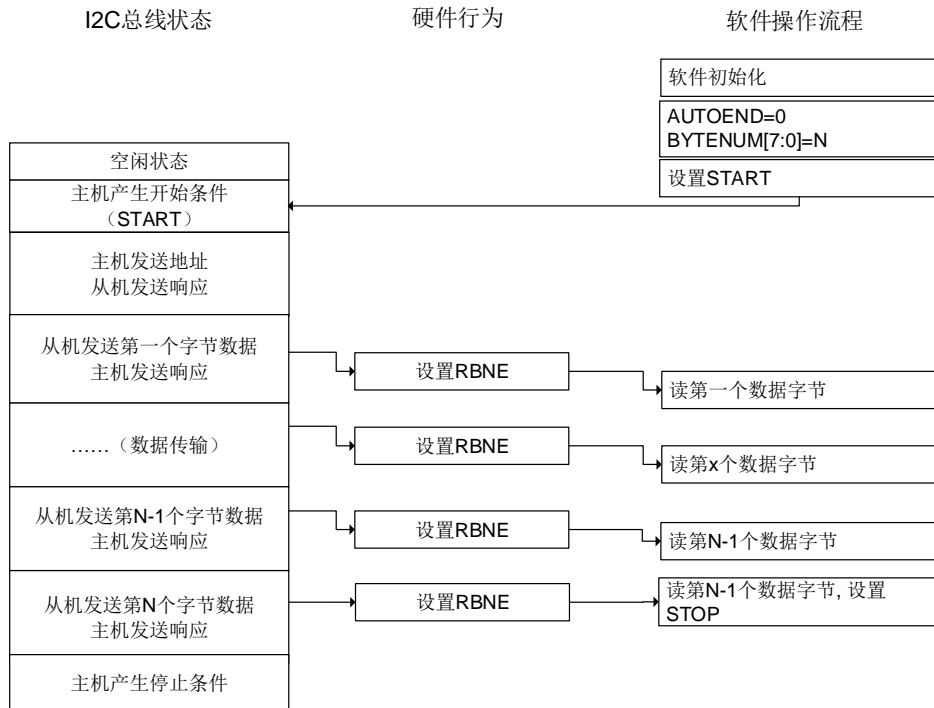 I2C总线状态
硬件行为
软件操作流程
软件初始化
AUTOEND=0
BYTENUM[7:0]=N
设置START
空闲状态
主机产生开始条件
（START）
主机发送地址
从机发送响应
从机发送第一个字节数据
主机发送响应
设置RBNE
读第一个数据字节
……（数据传输）
设置RBNE
读第x个数据字节
从机发送第N-1个字节数据
主机发送响应
设置RBNE
读第N-1个数据字节
从机发送第N个字节数据
主机发送响应
设置RBNE
读第N-1个数据字节, 设置
STOP
主机产生停止条件